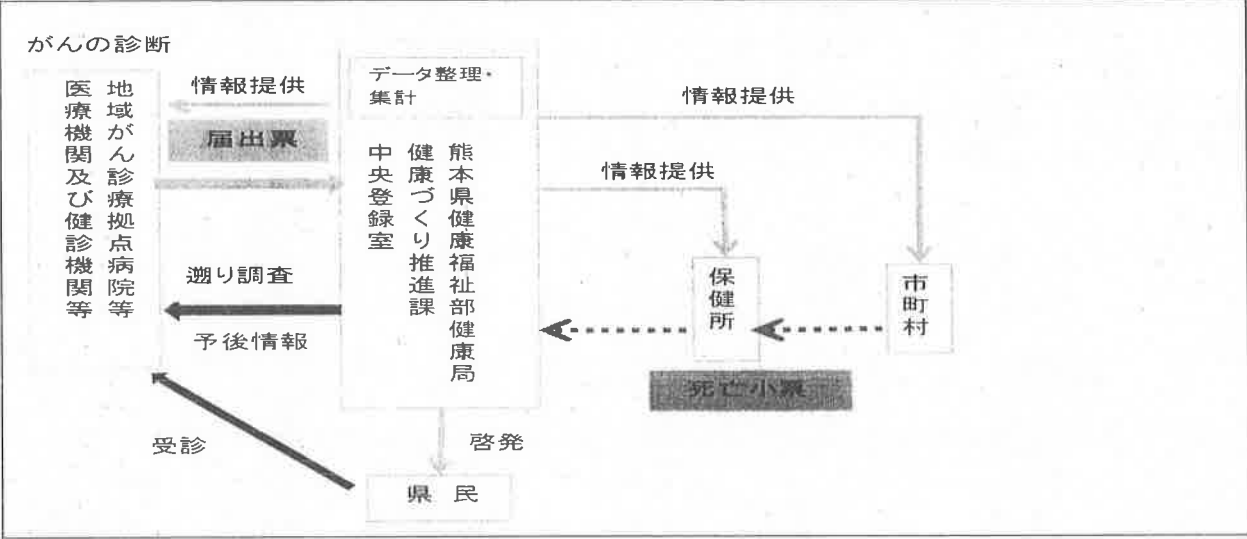 がんの診断
地域がん診療拠点病院等
医療機関及び健診機関等
情報提供
届出票
遡り調査
予後情報
受診
データ整理・
集計
熊本県健康福祉部健康局
健康づくり推進課
中央登録室
情報提供
情報提供
保健所
市町村
死亡小票
啓発
県民